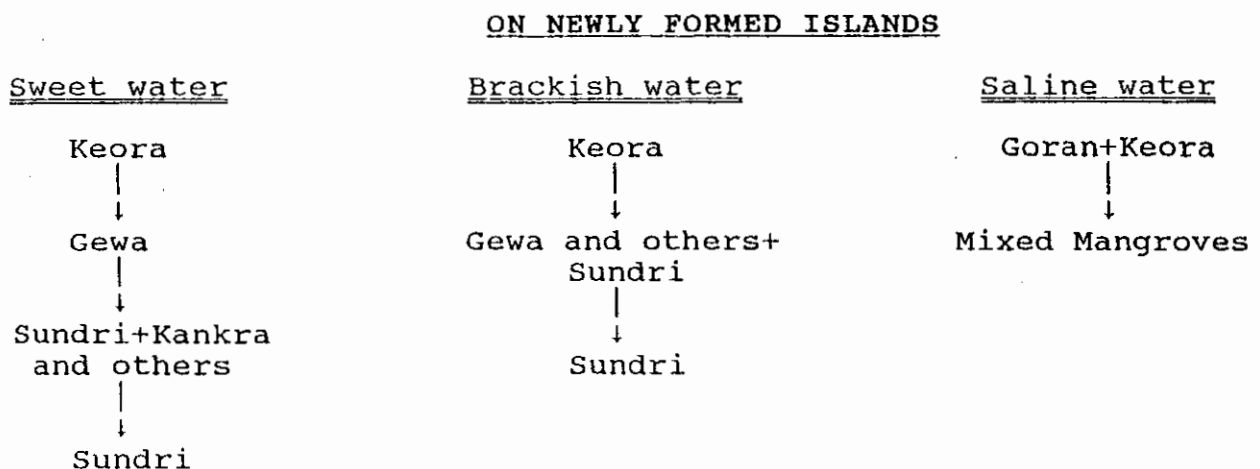 ON NEWLY FORMED ISLANDS
Sweet water
Keora
Gewa
Sundri+Kankra
and others
Sundri
Brackish water
Keora
Gewa and others+
Sundri
Sundri
Saline water
Goran+Keora
Mixed Mangroves